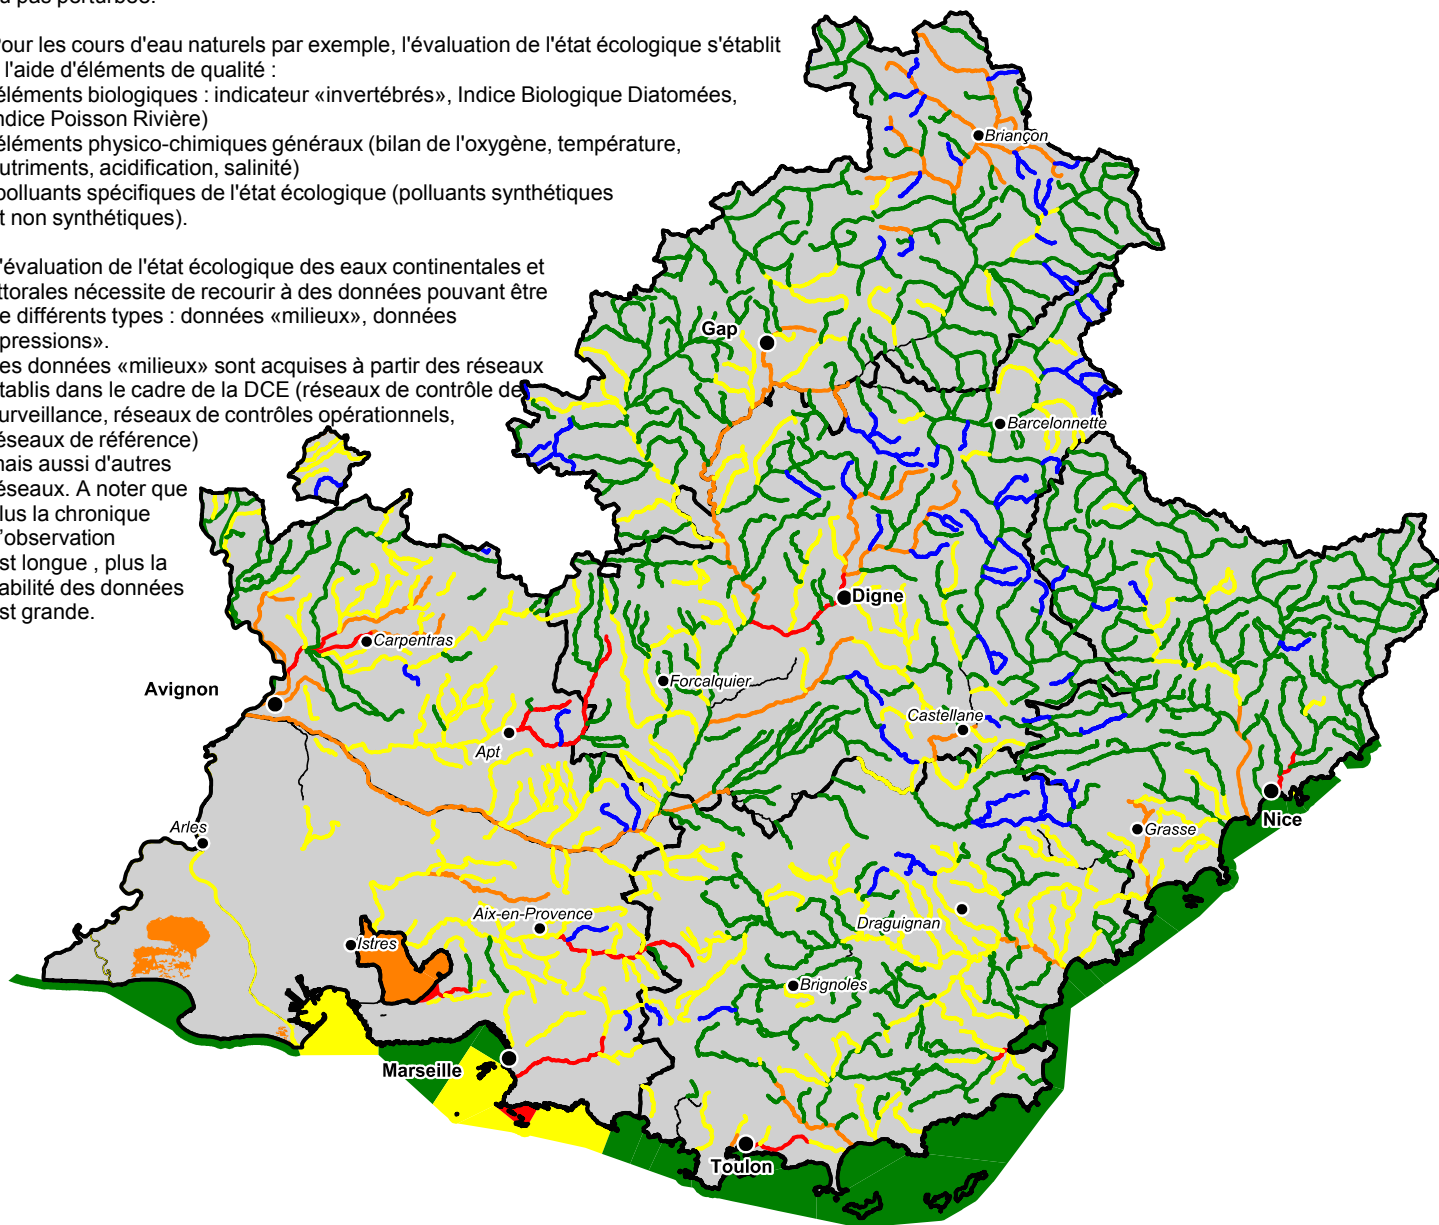 pas perturbée.
our les cours d'eau naturels par exemple, l'évaluation de l'état écologique s'établit
l'aide d'éléments de qualité :
éléments biologiques : indicateur «invertébrés», Indice Biologique Diatomées,
ndice Poisson Rivière)
éléments physico-chimiques généraux (bilan de l'oxygène, température,
utriments, acidification, salinité)
polluants spécifiques de l'état écologique (polluants synthétiques
t non synthétiques).
'évaluation de l'état écologique des eaux continentales et
ttorales nécessite de recourir à des données pouvant être
e différents types : données «milieux», données
pressions».
es données «milieux» sont acquises à partir des réseaux
tablis dans le cadre de la DCE (réseaux de contrôle de
urveillance, réseaux de contrôles opérationnels,
éseaux de référence)
mais aussi d'autres
éseaux. A noter que
lus la chronique
'observation
st longue , plus la
abilité des données
st grande.
Briançon
Gap
Barcelonnette
Digne
Carpentras
Forcalquier
Avignon
Castellane
Apt
Nice
Arles
Grasse
Aix-en-Provence
Draguignan
Istres
Brignoles
Marseille
Toulon